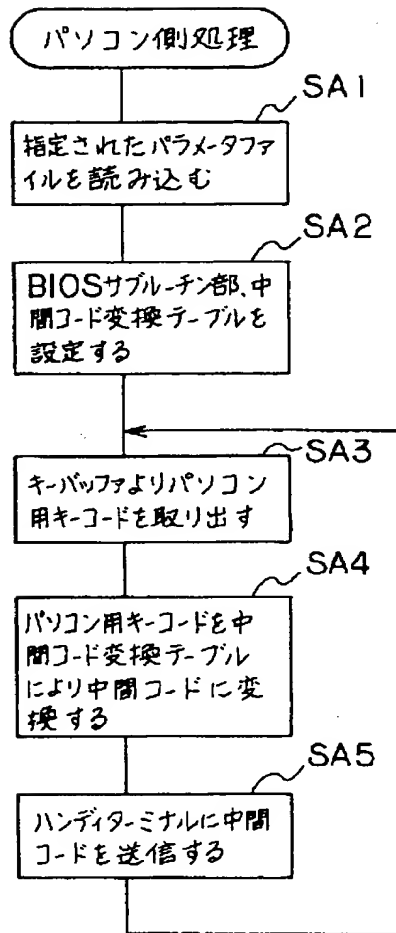 パソコン側処理
SA1
指定されたパラメータファ
イルを読み込む
SA2
BIOSサブルーチン部、中
間コード変換テーブルを
設定する
SA3
キーバッファよりパソコン
用キーコードを取り出す
SA4
パソコン用キーコードを中
間コード変換テーブル
により中間コードに変
換する
SA5
ハンディターミナルに中間
コードを送信する